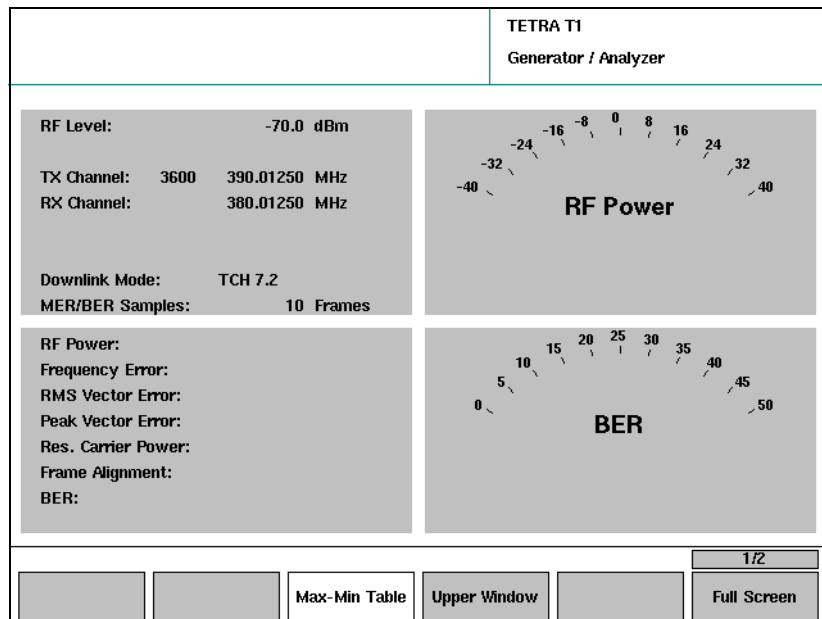 TETRA T1
Generator / Analyzer
RF Level: -70.0 dBm
TX Channel: 3600 390.01250 MHz
RX Channel: 380.01250 MHz
Downlink Mode: TCH 7.2
MER/BER Samples: 10 Frames
-40 -32 -24 -16 -8 0 8 16 24 32 40
RF Power
RF Power:
Frequency Error:
RMS Vector Error:
Peak Vector Error:
Res. Carrier Power:
Frame Alignment:
BER:
0 5 10 15 20 25 30 35 40 45 50
BER
1/2
Max-Min Table Upper Window Full Screen